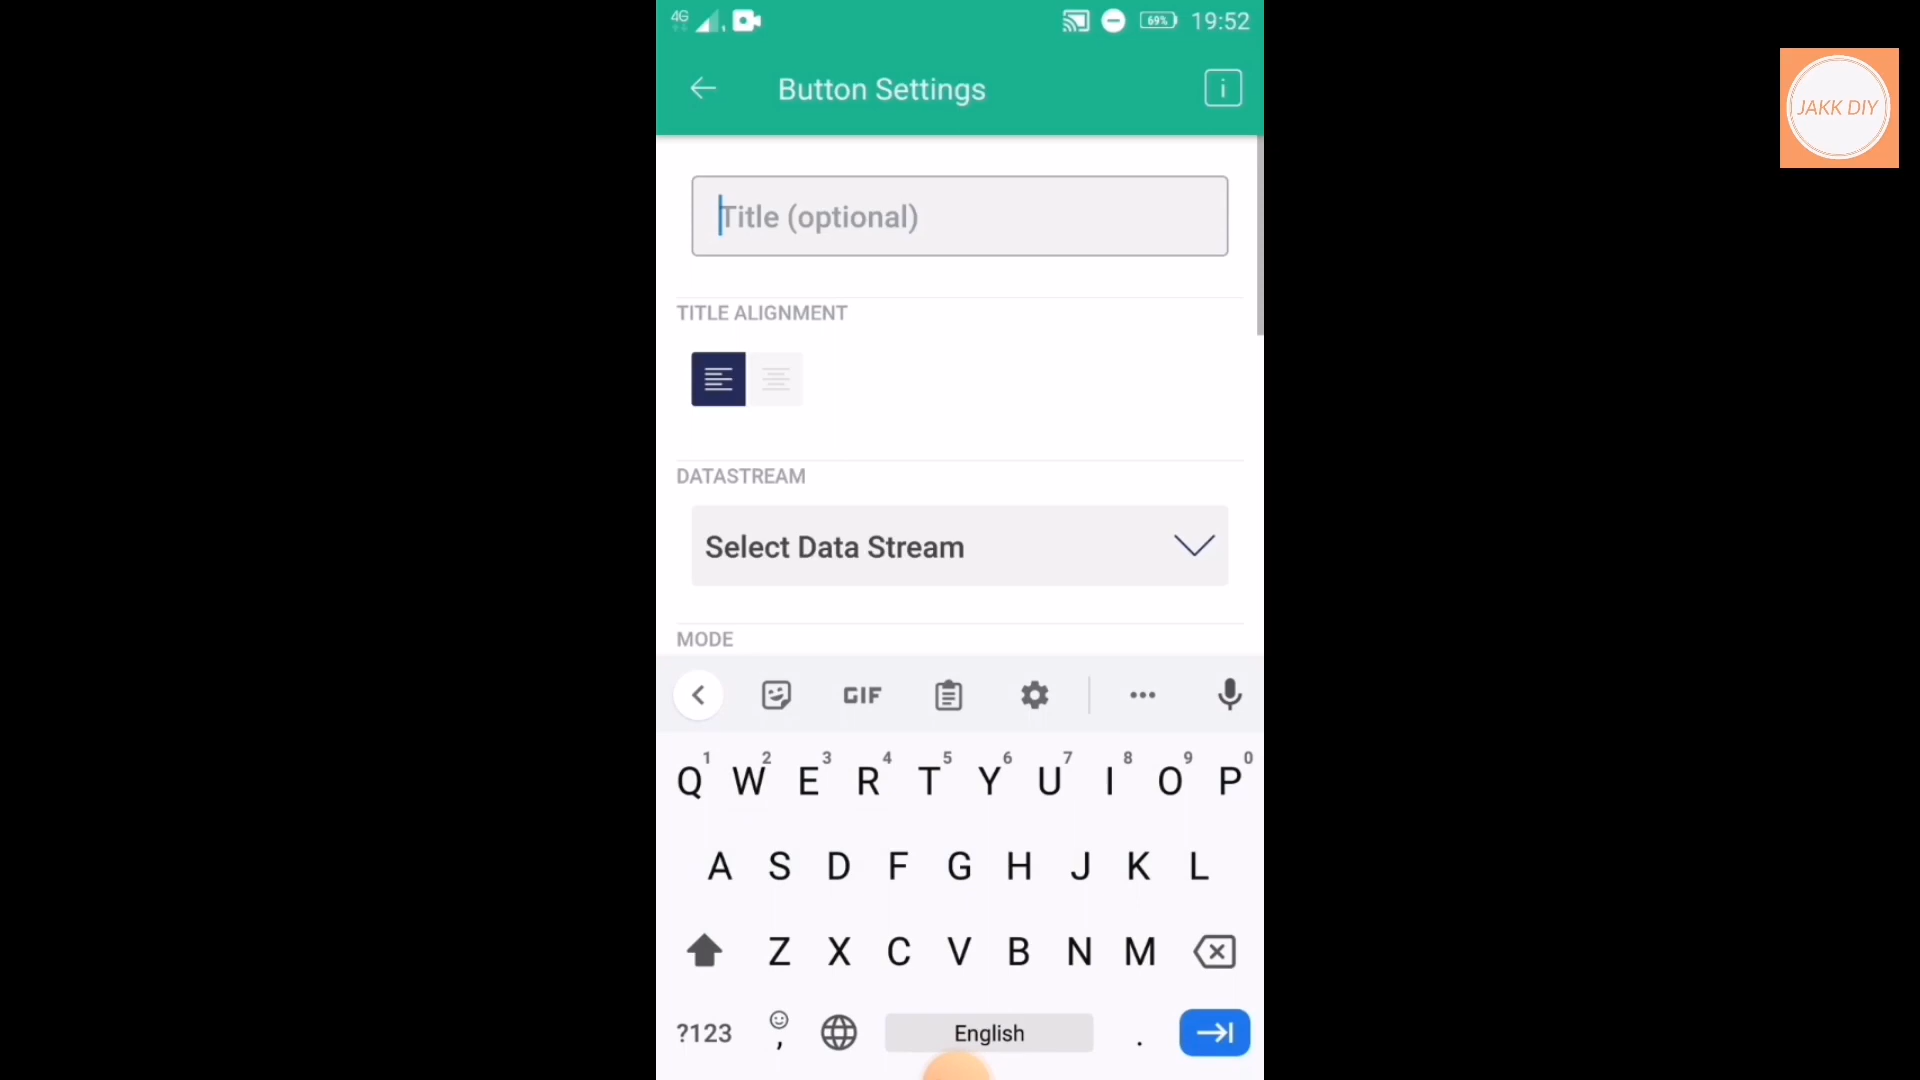 4G 69% 19:52
JAKK DIY
Button Settings
Title (optional)
TITLE ALIGNMENT
DATASTREAM
Select Data Stream
MODE
GIF
1 2 3 4 5 6 7 8 9 0
Q W E R T Y U I O P
A S D F G H J K L
Z X C V B N M
?123 , English .